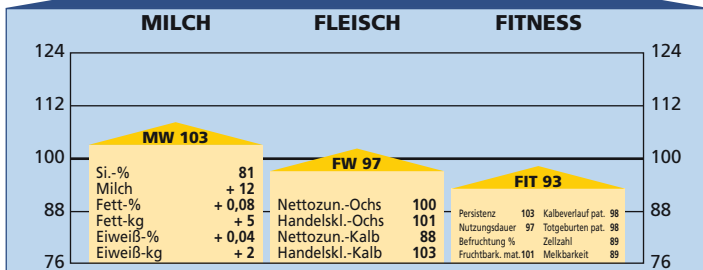 MILCH FLEISCH FITNESS
124 124
112 112
MW 103
100 100
FW 97
FIT 93
Si.-% 81
Milch + 12
Fett-% + 0,08
Fett-kg + 5
Eiweiß-% + 0,04
Eiweiß-kg + 2
Nettozun.-Ochs 100
Handelskl.-Ochs 101
Nettozun.-Kalb 88
Handelskl.-Kalb 103
Persistenz 103 Kalbeverlauf pat. 98
Nutzungsdauer 97 Totgeburten pat. 98
Befruchtung % Zellzahl 89
Fruchtbark. mat. 101 Melkbarkeit 89
88 88
76 76